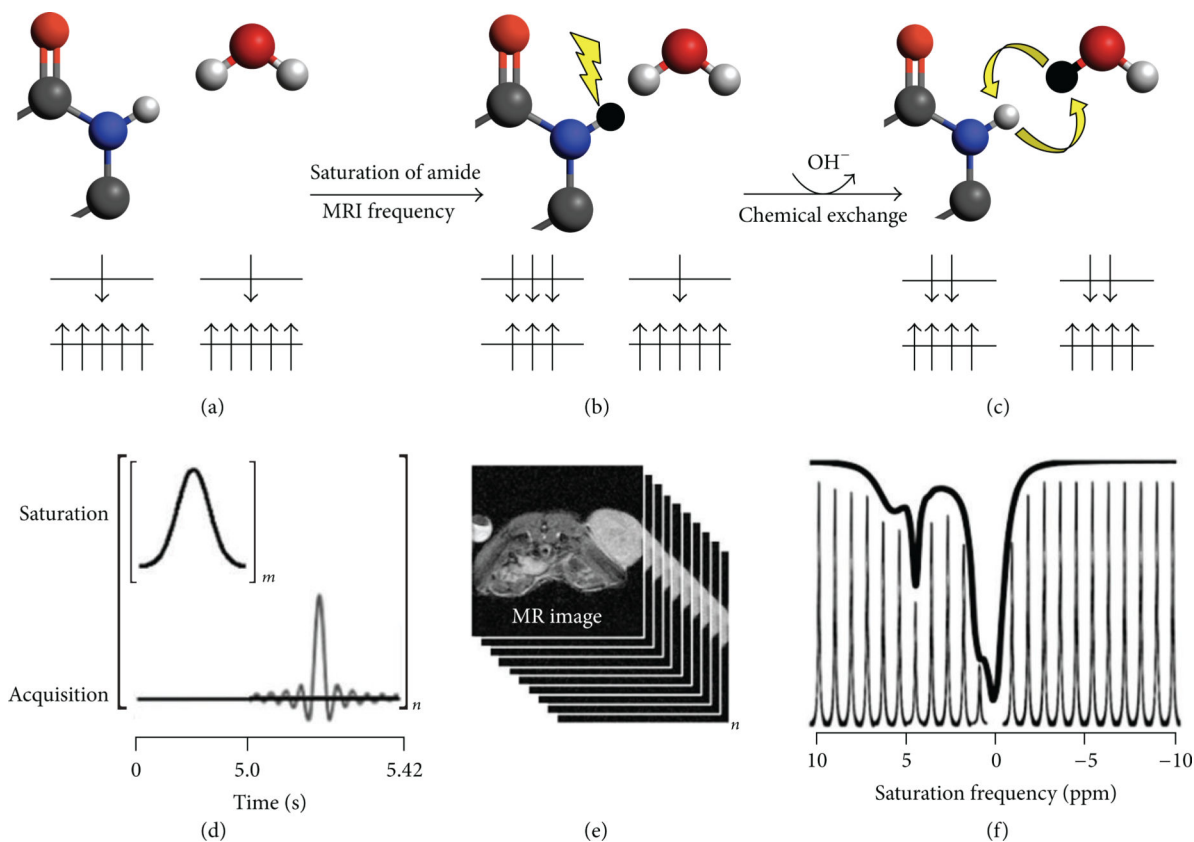 Saturation of amide
MRI frequency
OH⁻
Chemical exchange
(a)
(b)
(c)
Saturation
m
Acquisition
n
0
5.0
5.42
Time (s)
(d)
MR image
n
(e)
10
5
0
−5
−10
Saturation frequency (ppm)
(f)